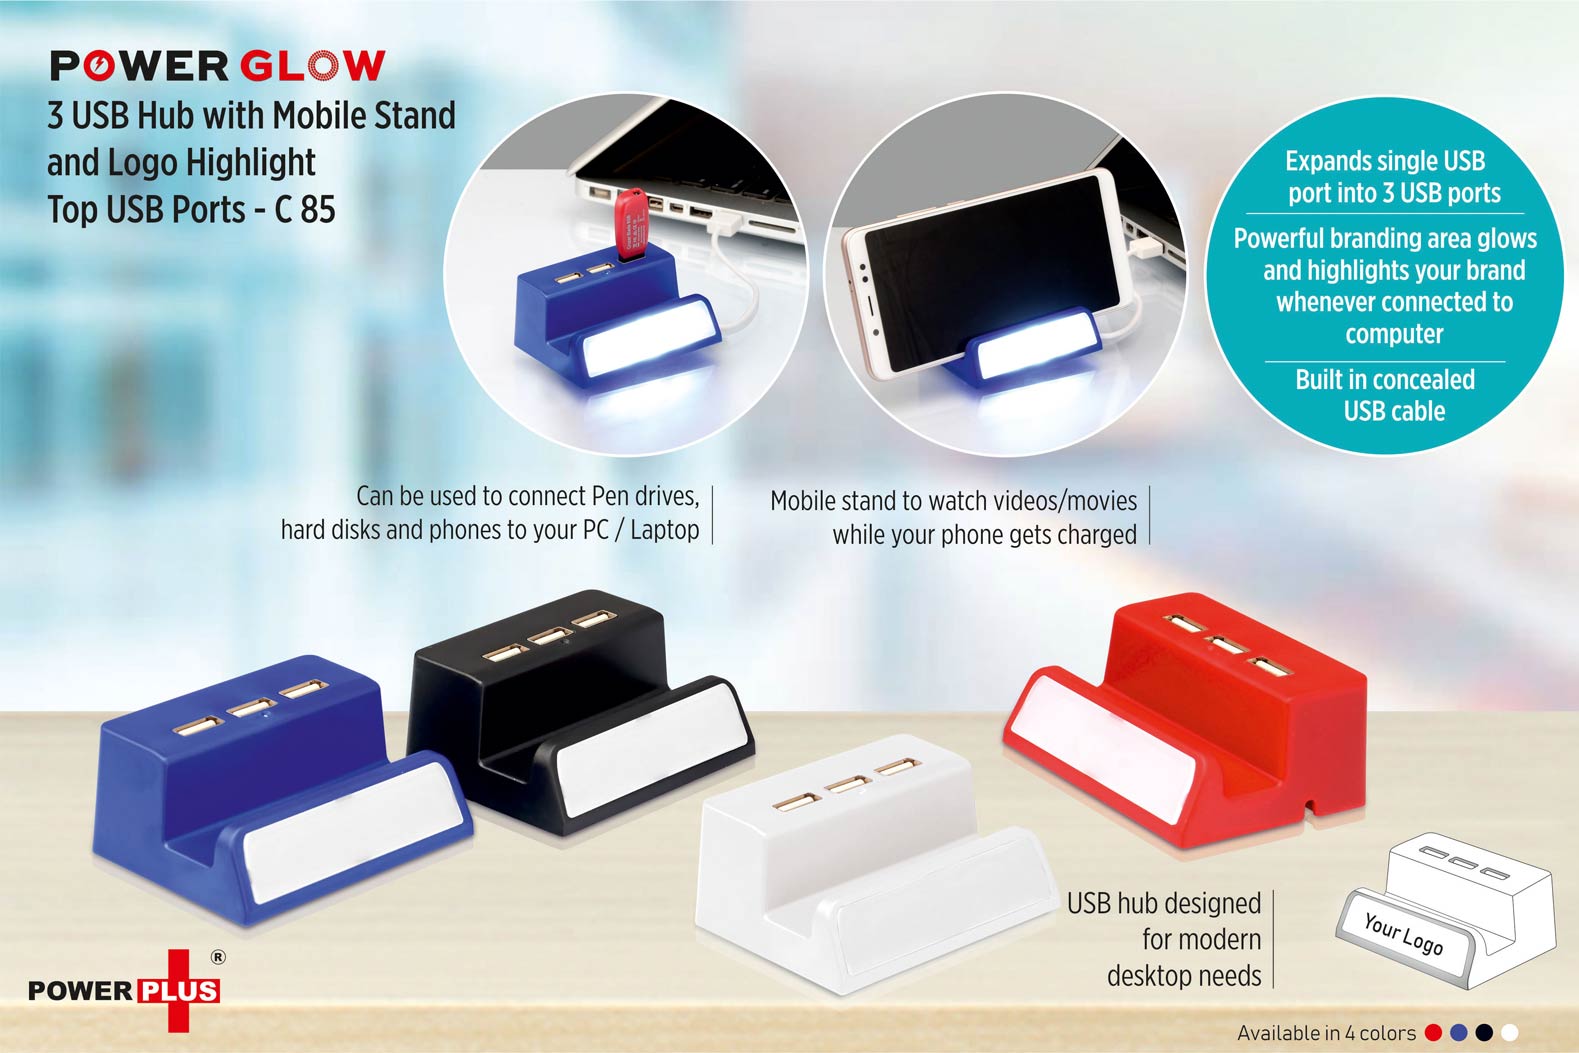 POWER GLOW
3 USB Hub with Mobile Stand
and Logo Highlight
Top USB Ports - C 85
Expands single USB
port into 3 USB ports
Powerful branding area glows
and highlights your brand
whenever connected to
computer
Built in concealed
USB cable
Can be used to connect Pen drives,
hard disks and phones to your PC / Laptop
Mobile stand to watch videos/movies
while your phone gets charged
USB hub designed
for modern
desktop needs
Your Logo
POWER PLUS ®
Available in 4 colors